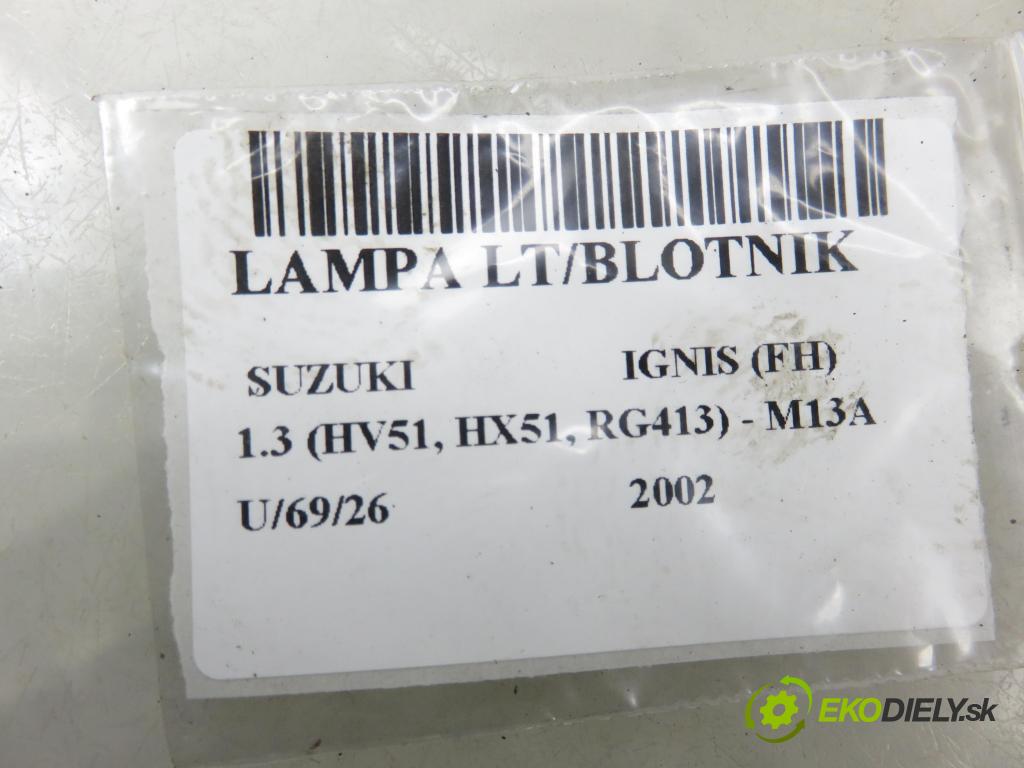 LAMPA LT/BLOTNIK
SUZUKI IGNIS (FH)
1.3 (HV51, HX51, RG413) - M13A
U/69/26 2002
EKODIELY.sk